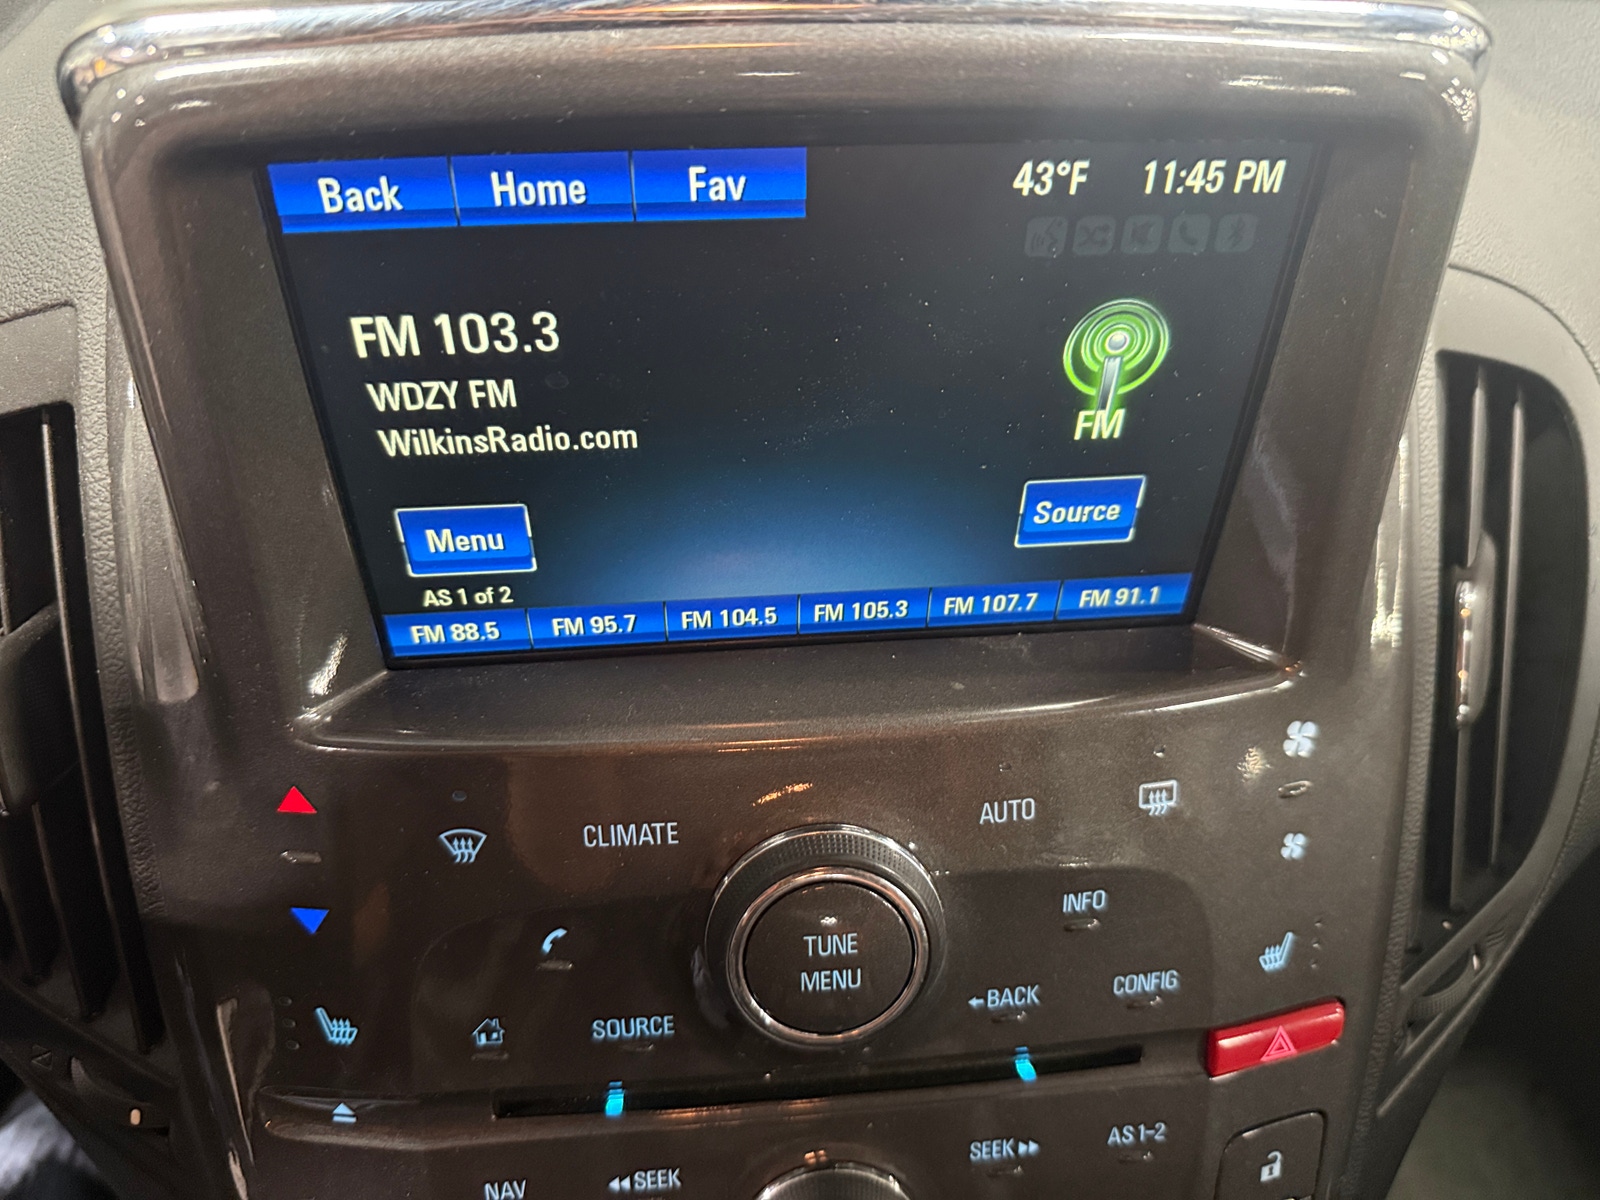 Back Home Fav 43°F 11:45 PM
FM 103.3
WDZY FM
WilkinsRadio.com
FM
Menu
Source
AS 1 of 2
FM 88.5 FM 95.7 FM 104.5 FM 105.3 FM 107.7 FM 91.1
CLIMATE
AUTO
TUNE
MENU
INFO
SOURCE
←BACK
CONFIG
NAV
◀◀SEEK
SEEK▶▶
AS 1-2